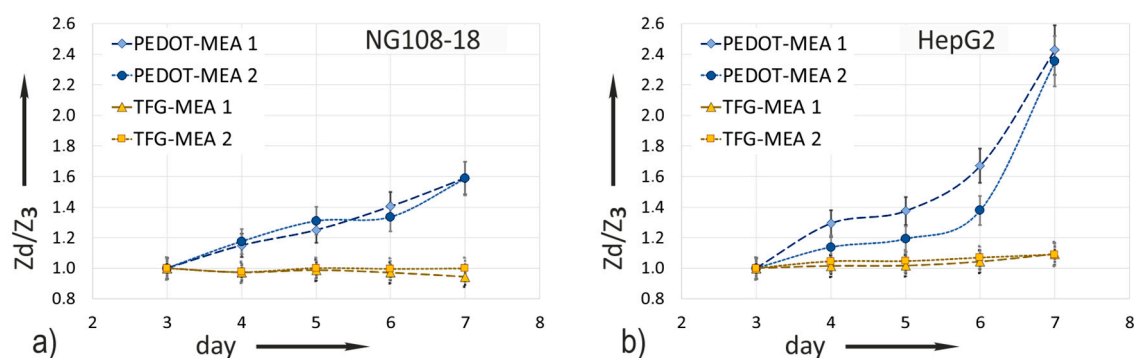 2.6
2.4
2.2
2.0
1.8
1.6
1.4
1.2
1.0
0.8
PEDOT-MEA 1
PEDOT-MEA 2
TFG-MEA 1
TFG-MEA 2
NG108-18
Zd/Z3
2 3 4 5 6 7 8
a) day
2.6
2.4
2.2
2.0
1.8
1.6
1.4
1.2
1.0
0.8
PEDOT-MEA 1
PEDOT-MEA 2
TFG-MEA 1
TFG-MEA 2
HepG2
Zd/Z3
2 3 4 5 6 7 8
b) day